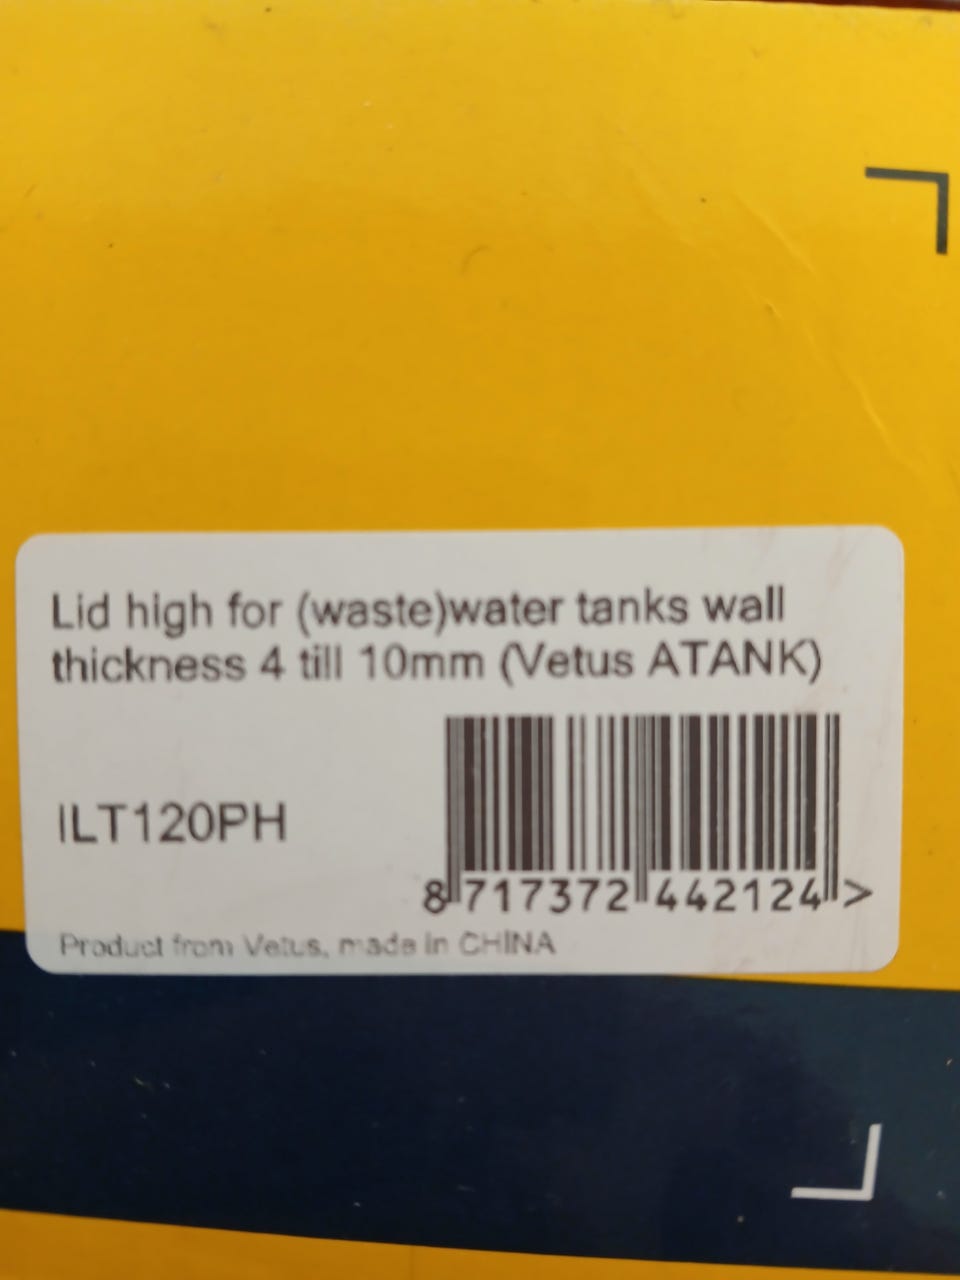 Lid high for (waste)water tanks wall
thickness 4 till 10mm (Vetus ATANK)
ILT120PH
8 717372 442124 >
Product from Vetus, made in CHINA